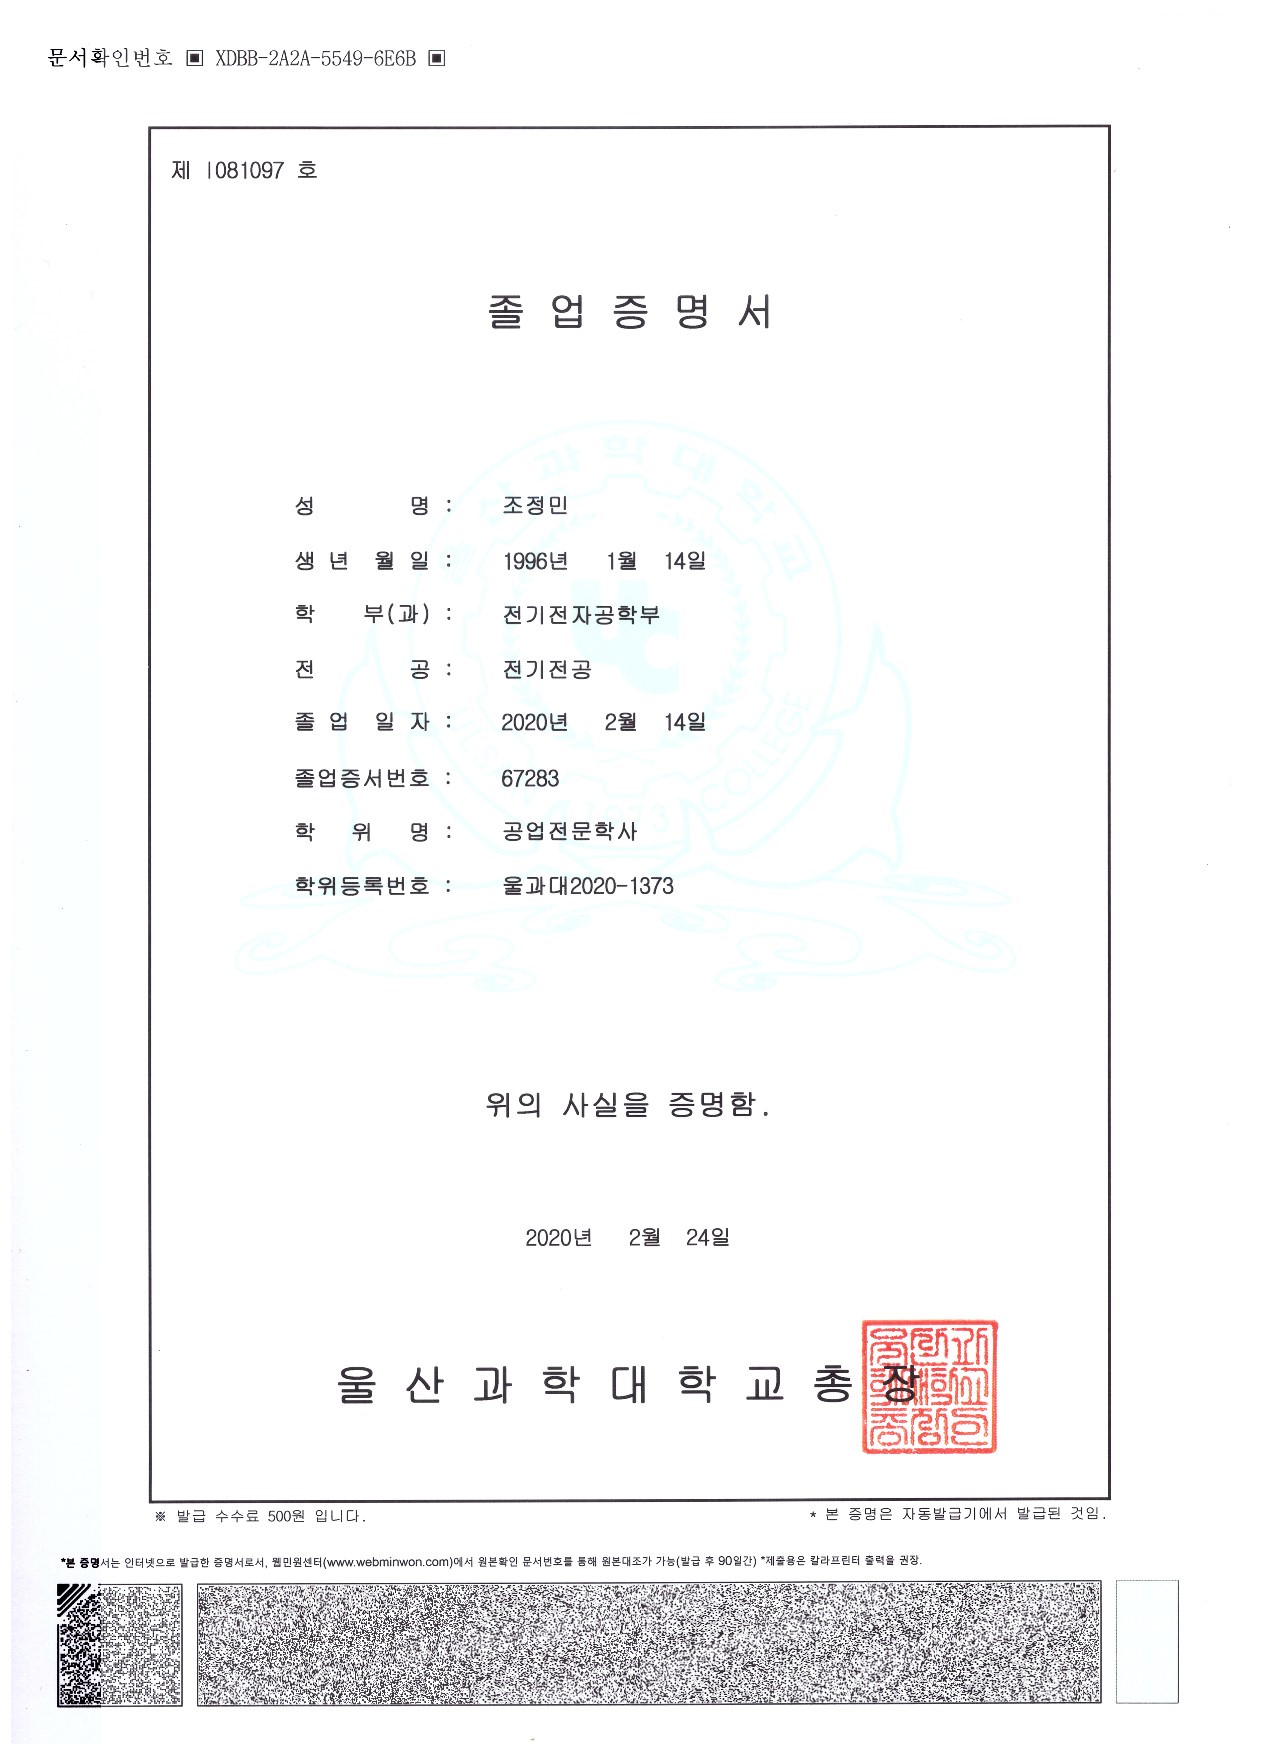 문서확인번호 ▣ XDBB-2A2A-5549-6E6B ▣
제 1081097 호
졸 업 증 명 서
성 명 : 조정민
생 년 월 일 : 1996년 1월 14일
학 부(과) : 전기전자공학부
전 공 : 전기전공
졸 업 일 자 : 2020년 2월 14일
졸업증서번호 : 67283
학 위 명 : 공업전문학사
학위등록번호 : 울과대2020-1373
위의 사실을 증명함.
2020년 2월 24일
울 산 과 학 대 학 교 총 장
※ 발급 수수료 500원 입니다.
* 본 증명은 자동발급기에서 발급된 것임.
*본 증명서는 인터넷으로 발급한 증명서로서, 웹민원센터(www.webminwon.com)에서 원본확인 문서번호를 통해 원본대조가 가능(발급 후 90일간) *제출용은 칼라프린터 출력을 권장.